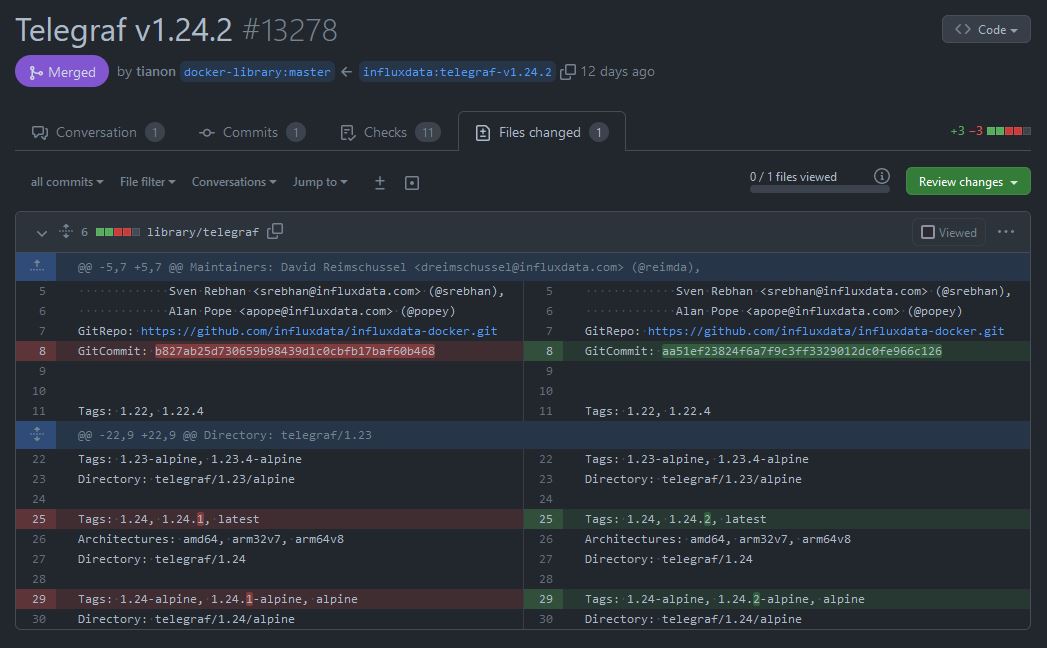 Telegraf v1.24.2 #13278
Code
Merged by tianon docker-library:master ← influxdata:telegraf-v1.24.2 12 days ago
Conversation 1 Commits 1 Checks 11 Files changed 1 +3 −3
all commits File filter Conversations Jump to 0 / 1 files viewed Review changes
6 library/telegraf Viewed
@@ -5,7 +5,7 @@ Maintainers: David Reimschussel <dreimschussel@influxdata.com> (@reimda),
5 Sven Rebhan <srebhan@influxdata.com> (@srebhan), 5 Sven Rebhan <srebhan@influxdata.com> (@srebhan),
6 Alan Pope <apope@influxdata.com> (@popey) 6 Alan Pope <apope@influxdata.com> (@popey)
7 GitRepo: https://github.com/influxdata/influxdata-docker.git 7 GitRepo: https://github.com/influxdata/influxdata-docker.git
8 GitCommit: b827ab25d730659b98439d1c0cbfb17baf60b468 8 GitCommit: aa51ef23824f6a7f9c3ff3329012dc0fe966c126
9 9
10 10
11 Tags: 1.22, 1.22.4 11 Tags: 1.22, 1.22.4
@@ -22,9 +22,9 @@ Directory: telegraf/1.23
22 Tags: 1.23-alpine, 1.23.4-alpine 22 Tags: 1.23-alpine, 1.23.4-alpine
23 Directory: telegraf/1.23/alpine 23 Directory: telegraf/1.23/alpine
24 24
25 Tags: 1.24, 1.24.1, latest 25 Tags: 1.24, 1.24.2, latest
26 Architectures: amd64, arm32v7, arm64v8 26 Architectures: amd64, arm32v7, arm64v8
27 Directory: telegraf/1.24 27 Directory: telegraf/1.24
28 28
29 Tags: 1.24-alpine, 1.24.1-alpine, alpine 29 Tags: 1.24-alpine, 1.24.2-alpine, alpine
30 Directory: telegraf/1.24/alpine 30 Directory: telegraf/1.24/alpine